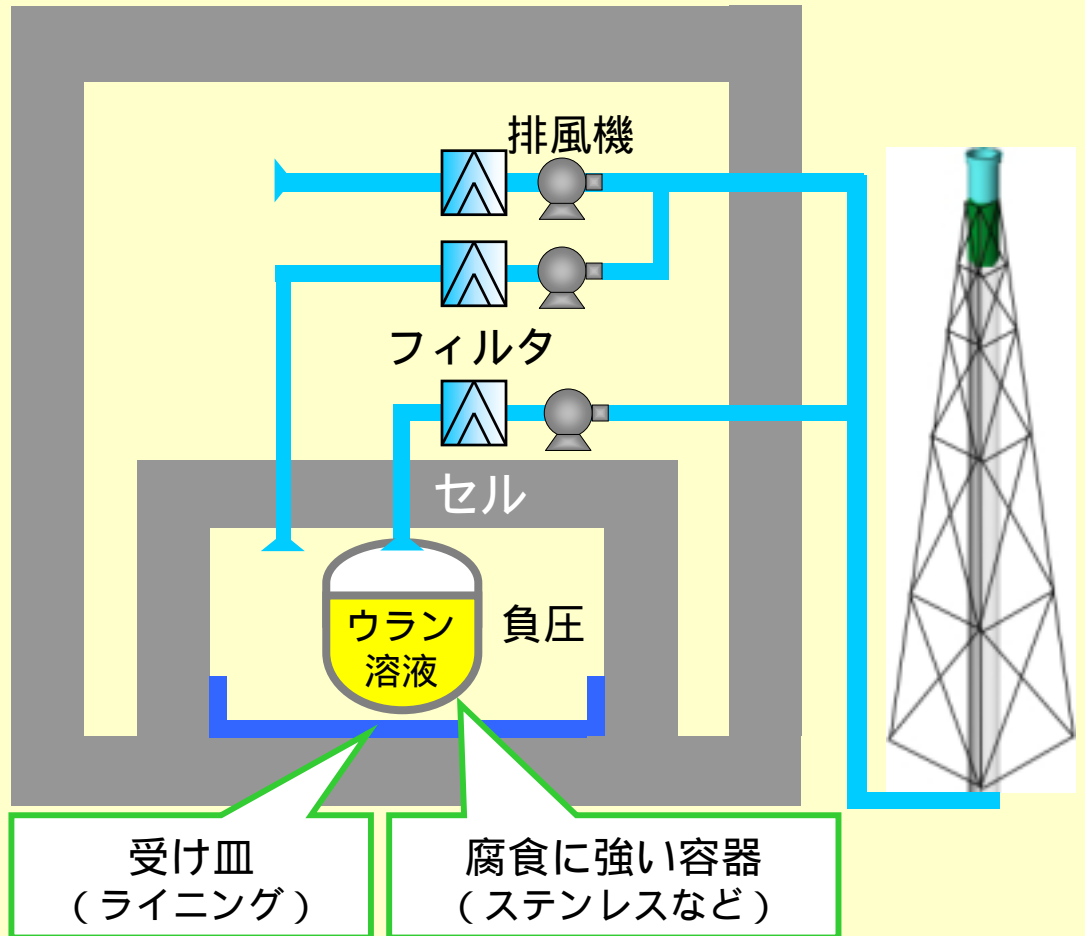 排風機
フィルタ
セル
ウラン
溶液
負圧
受け皿
（ライニング）
腐食に強い容器
（ステンレスなど）